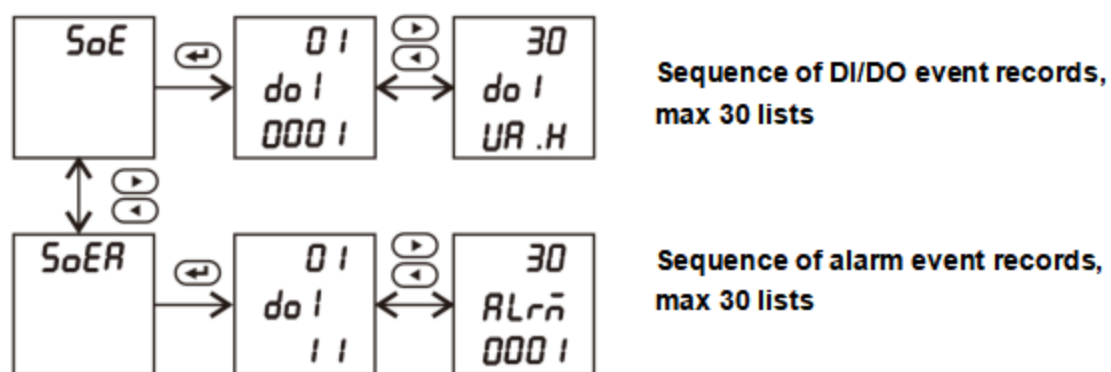 SoE
01
do1
0001
30
do1
UA.H
Sequence of DI/DO event records,
max 30 lists
SoEA
01
do1
11
30
ALrm
0001
Sequence of alarm event records,
max 30 lists